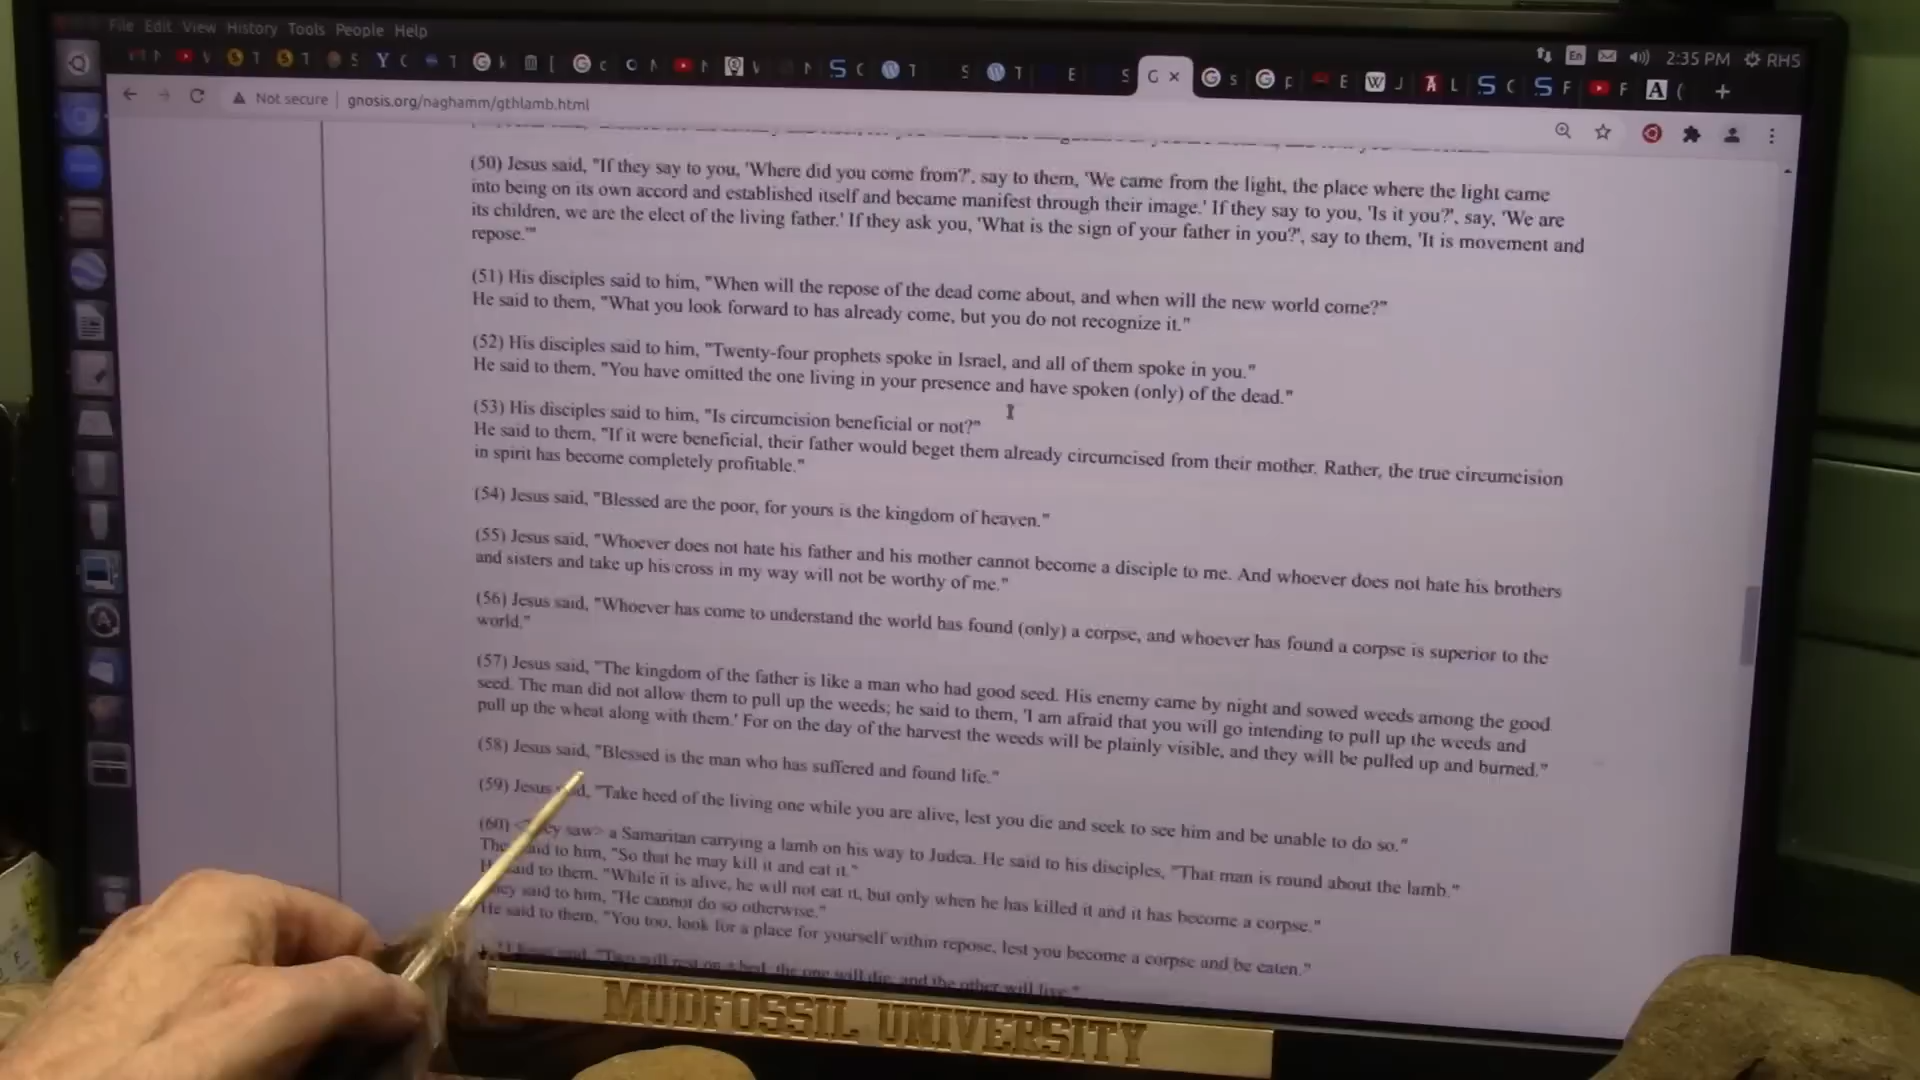 File Edit View History Tools People Help
2:35 PM RHS
Not secure | gnosis.org/naghamm/gthlamb.html
(50) Jesus said, "If they say to you, 'Where did you come from?', say to them, 'We came from the light, the place where the light came
into being on its own accord and established itself and became manifest through their image.' If they say to you, 'Is it you?', say, 'We are
its children, we are the elect of the living father.' If they ask you, 'What is the sign of your father in you?', say to them, 'It is movement and
repose.'"
(51) His disciples said to him, "When will the repose of the dead come about, and when will the new world come?"
He said to them, "What you look forward to has already come, but you do not recognize it."
(52) His disciples said to him, "Twenty-four prophets spoke in Israel, and all of them spoke in you."
He said to them, "You have omitted the one living in your presence and have spoken (only) of the dead."
(53) His disciples said to him, "Is circumcision beneficial or not?"
He said to them, "If it were beneficial, their father would beget them already circumcised from their mother. Rather, the true circumcision
in spirit has become completely profitable."
(54) Jesus said, "Blessed are the poor, for yours is the kingdom of heaven."
(55) Jesus said, "Whoever does not hate his father and his mother cannot become a disciple to me. And whoever does not hate his brothers
and sisters and take up his cross in my way will not be worthy of me."
(56) Jesus said, "Whoever has come to understand the world has found (only) a corpse, and whoever has found a corpse is superior to the
world."
(57) Jesus said, "The kingdom of the father is like a man who had good seed. His enemy came by night and sowed weeds among the good
seed. The man did not allow them to pull up the weeds; he said to them, 'I am afraid that you will go intending to pull up the weeds and
pull up the wheat along with them.' For on the day of the harvest the weeds will be plainly visible, and they will be pulled up and burned."
(58) Jesus said, "Blessed is the man who has suffered and found life."
(59) Jesus said, "Take heed of the living one while you are alive, lest you die and seek to see him and be unable to do so."
(60) <They saw> a Samaritan carrying a lamb on his way to Judea. He said to his disciples, "That man is round about the lamb."
They said to him, "So that he may kill it and eat it."
He said to them, "While it is alive, he will not eat it, but only when he has killed it and it has become a corpse."
They said to him, "He cannot do so otherwise."
He said to them, "You too, look for a place for yourself within repose, lest you become a corpse and be eaten."
Jesus said, "Two will rest on a bed: the one will die, and the other will live."
MUDFOSSIL UNIVERSITY